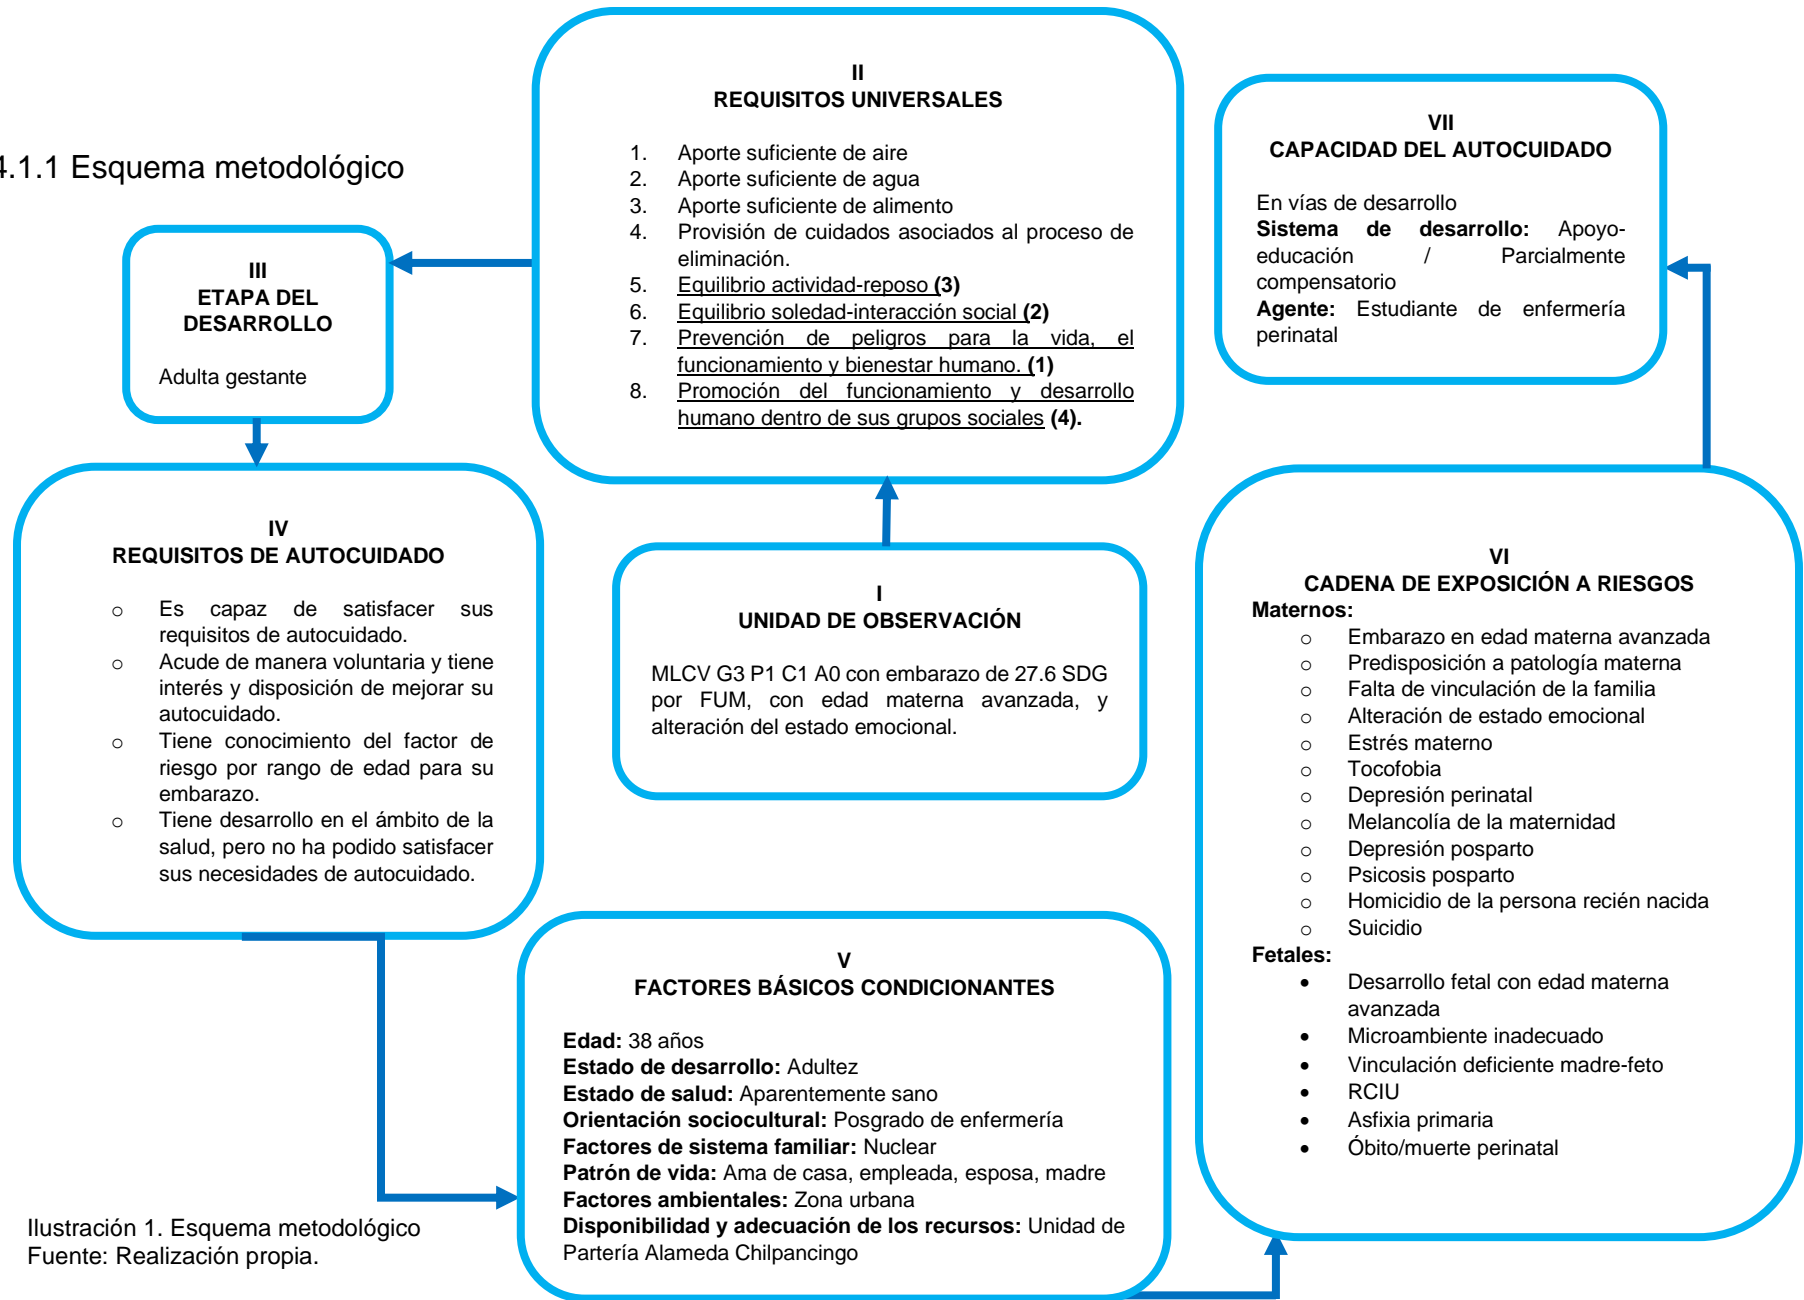 4.1.1 Esquema metodológico
I
UNIDAD DE OBSERVACIÓN
MLCV G3 P1 C1 A0 con embarazo de 27.6 SDG
por FUM, con edad materna avanzada, y
alteración del estado emocional.
II
REQUISITOS UNIVERSALES
1. Aporte suficiente de aire
2. Aporte suficiente de agua
3. Aporte suficiente de alimento
4. Provisión de cuidados asociados al proceso de
eliminación.
5. Equilibrio actividad-reposo (3)
6. Equilibrio soledad-interacción social (2)
7. Prevención de peligros para la vida, el
funcionamiento y bienestar humano. (1)
8. Promoción del funcionamiento y desarrollo
humano dentro de sus grupos sociales (4).
III
ETAPA DEL
DESARROLLO
Adulta gestante
IV
REQUISITOS DE AUTOCUIDADO
o Es capaz de satisfacer sus
requisitos de autocuidado.
o Acude de manera voluntaria y tiene
interés y disposición de mejorar su
autocuidado.
o Tiene conocimiento del factor de
riesgo por rango de edad para su
embarazo.
o Tiene desarrollo en el ámbito de la
salud, pero no ha podido satisfacer
sus necesidades de autocuidado.
V
FACTORES BÁSICOS CONDICIONANTES
Edad: 38 años
Estado de desarrollo: Adultez
Estado de salud: Aparentemente sano
Orientación sociocultural: Posgrado de enfermería
Factores de sistema familiar: Nuclear
Patrón de vida: Ama de casa, empleada, esposa, madre
Factores ambientales: Zona urbana
Disponibilidad y adecuación de los recursos: Unidad de
Partería Alameda Chilpancingo
VI
CADENA DE EXPOSICIÓN A RIESGOS
Maternos:
o Embarazo en edad materna avanzada
o Predisposición a patología materna
o Falta de vinculación de la familia
o Alteración de estado emocional
o Estrés materno
o Tocofobia
o Depresión perinatal
o Melancolía de la maternidad
o Depresión posparto
o Psicosis posparto
o Homicidio de la persona recién nacida
o Suicidio
Fetales:
• Desarrollo fetal con edad materna
avanzada
• Microambiente inadecuado
• Vinculación deficiente madre-feto
• RCIU
• Asfixia primaria
• Óbito/muerte perinatal
VII
CAPACIDAD DEL AUTOCUIDADO
En vías de desarrollo
Sistema de desarrollo: Apoyo-
educación / Parcialmente
compensatorio
Agente: Estudiante de enfermería
perinatal
Ilustración 1. Esquema metodológico
Fuente: Realización propia.